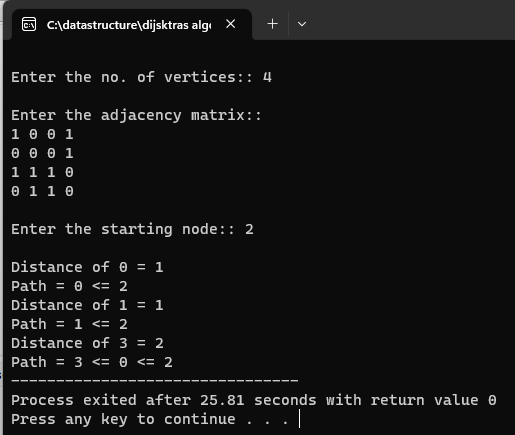 C:\datastructure\dijsktras algo
Enter the no. of vertices:: 4
Enter the adjacency matrix::
1 0 0 1
0 0 0 1
1 1 1 0
0 1 1 0
Enter the starting node:: 2
Distance of 0 = 1
Path = 0 <= 2
Distance of 1 = 1
Path = 1 <= 2
Distance of 3 = 2
Path = 3 <= 0 <= 2
--------------------------------
Process exited after 25.81 seconds with return value 0
Press any key to continue . . .